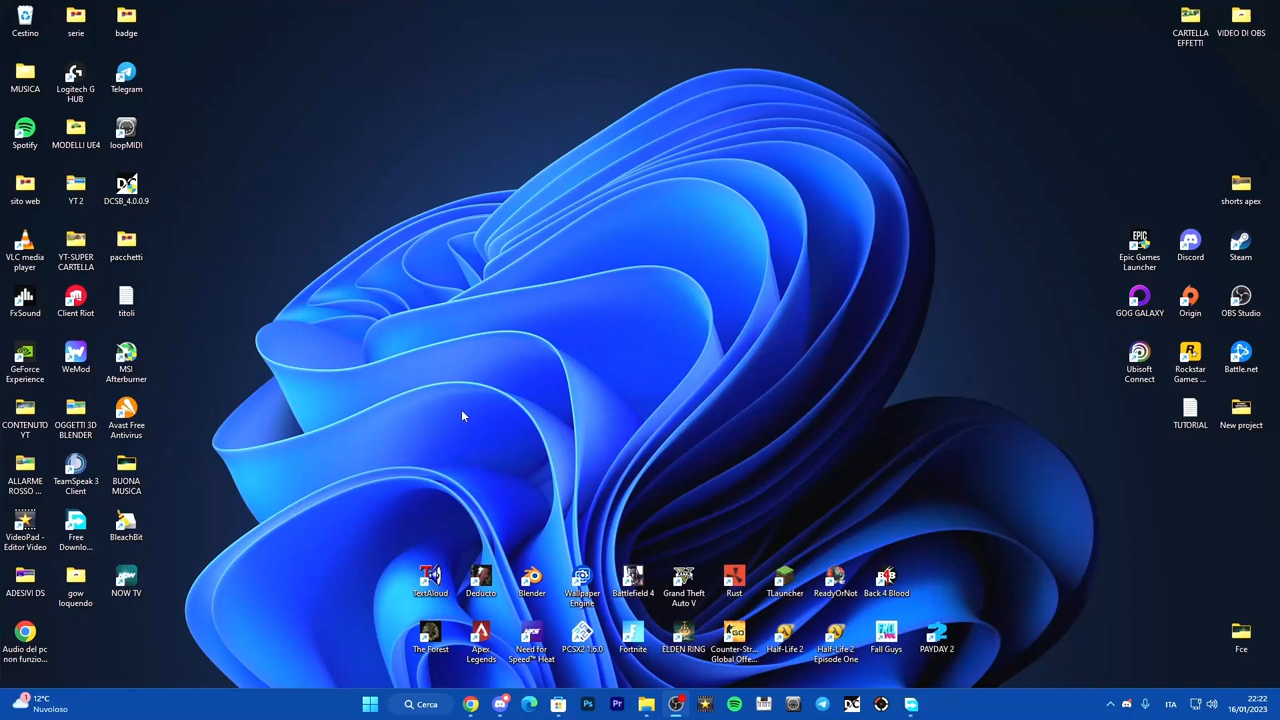 Cestino
serie
badge
MUSICA
Logitech G
HUB
Telegram
Spotify
MODELLI UE4
loopMIDI
sito web
YT 2
DCSB_4.0.0.9
VLC media
player
YT-SUPER
CARTELLA
pacchetti
FxSound
Client Riot
titoli
GeForce
Experience
WeMod
MSI
Afterburner
CONTENUTO
YT
OGGETTI 3D
BLENDER
Avast Free
Antivirus
ALLARME
ROSSO ...
TeamSpeak 3
Client
BUONA
MUSICA
VideoPad -
Editor Video
Free
Downlo...
BleachBit
ADESIVI DS
gow
loquendo
NOW TV
Audio del pc
non funzio...
TextAloud
Deducto
Blender
Wallpaper
Engine
Battlefield 4
Grand Theft
Auto V
Rust
TLauncher
ReadyOrNot
Back 4 Blood
The Forest
Apex
Legends
Need for
Speed™ Heat
PCSX2 1.6.0
Fortnite
ELDEN RING
Counter-Str...
Global Offe...
Half-Life 2
Half-Life 2
Episode One
Fall Guys
PAYDAY 2
CARTELLA
EFFETTI
VIDEO DI OBS
shorts apex
Epic Games
Launcher
Discord
Steam
GOG GALAXY
Origin
OBS Studio
Ubisoft
Connect
Rockstar
Games ...
Battle.net
TUTORIAL
New project
Fce
1
12°C
Nuvoloso
Cerca
Ps
Pr
DC
ITA
22:22
16/01/2023